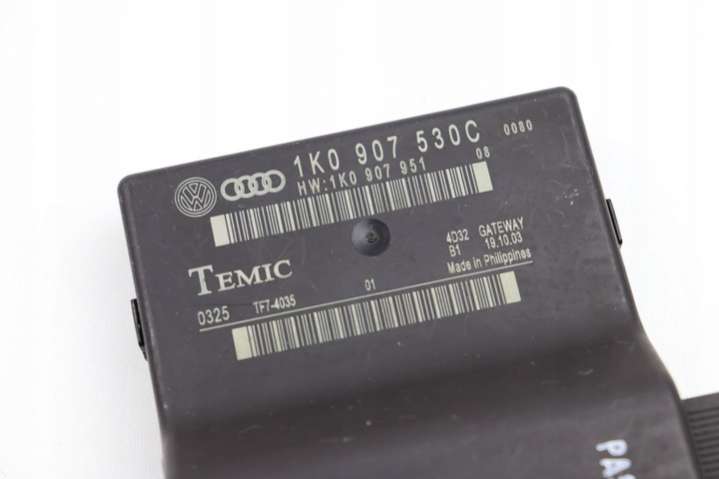 1K0 907 530C 0080
HW:1K0 907 951 08
4D32 GATEWAY
B1 19.10.03
TEMIC
Made in Philippines
0325 TF7-4035 01